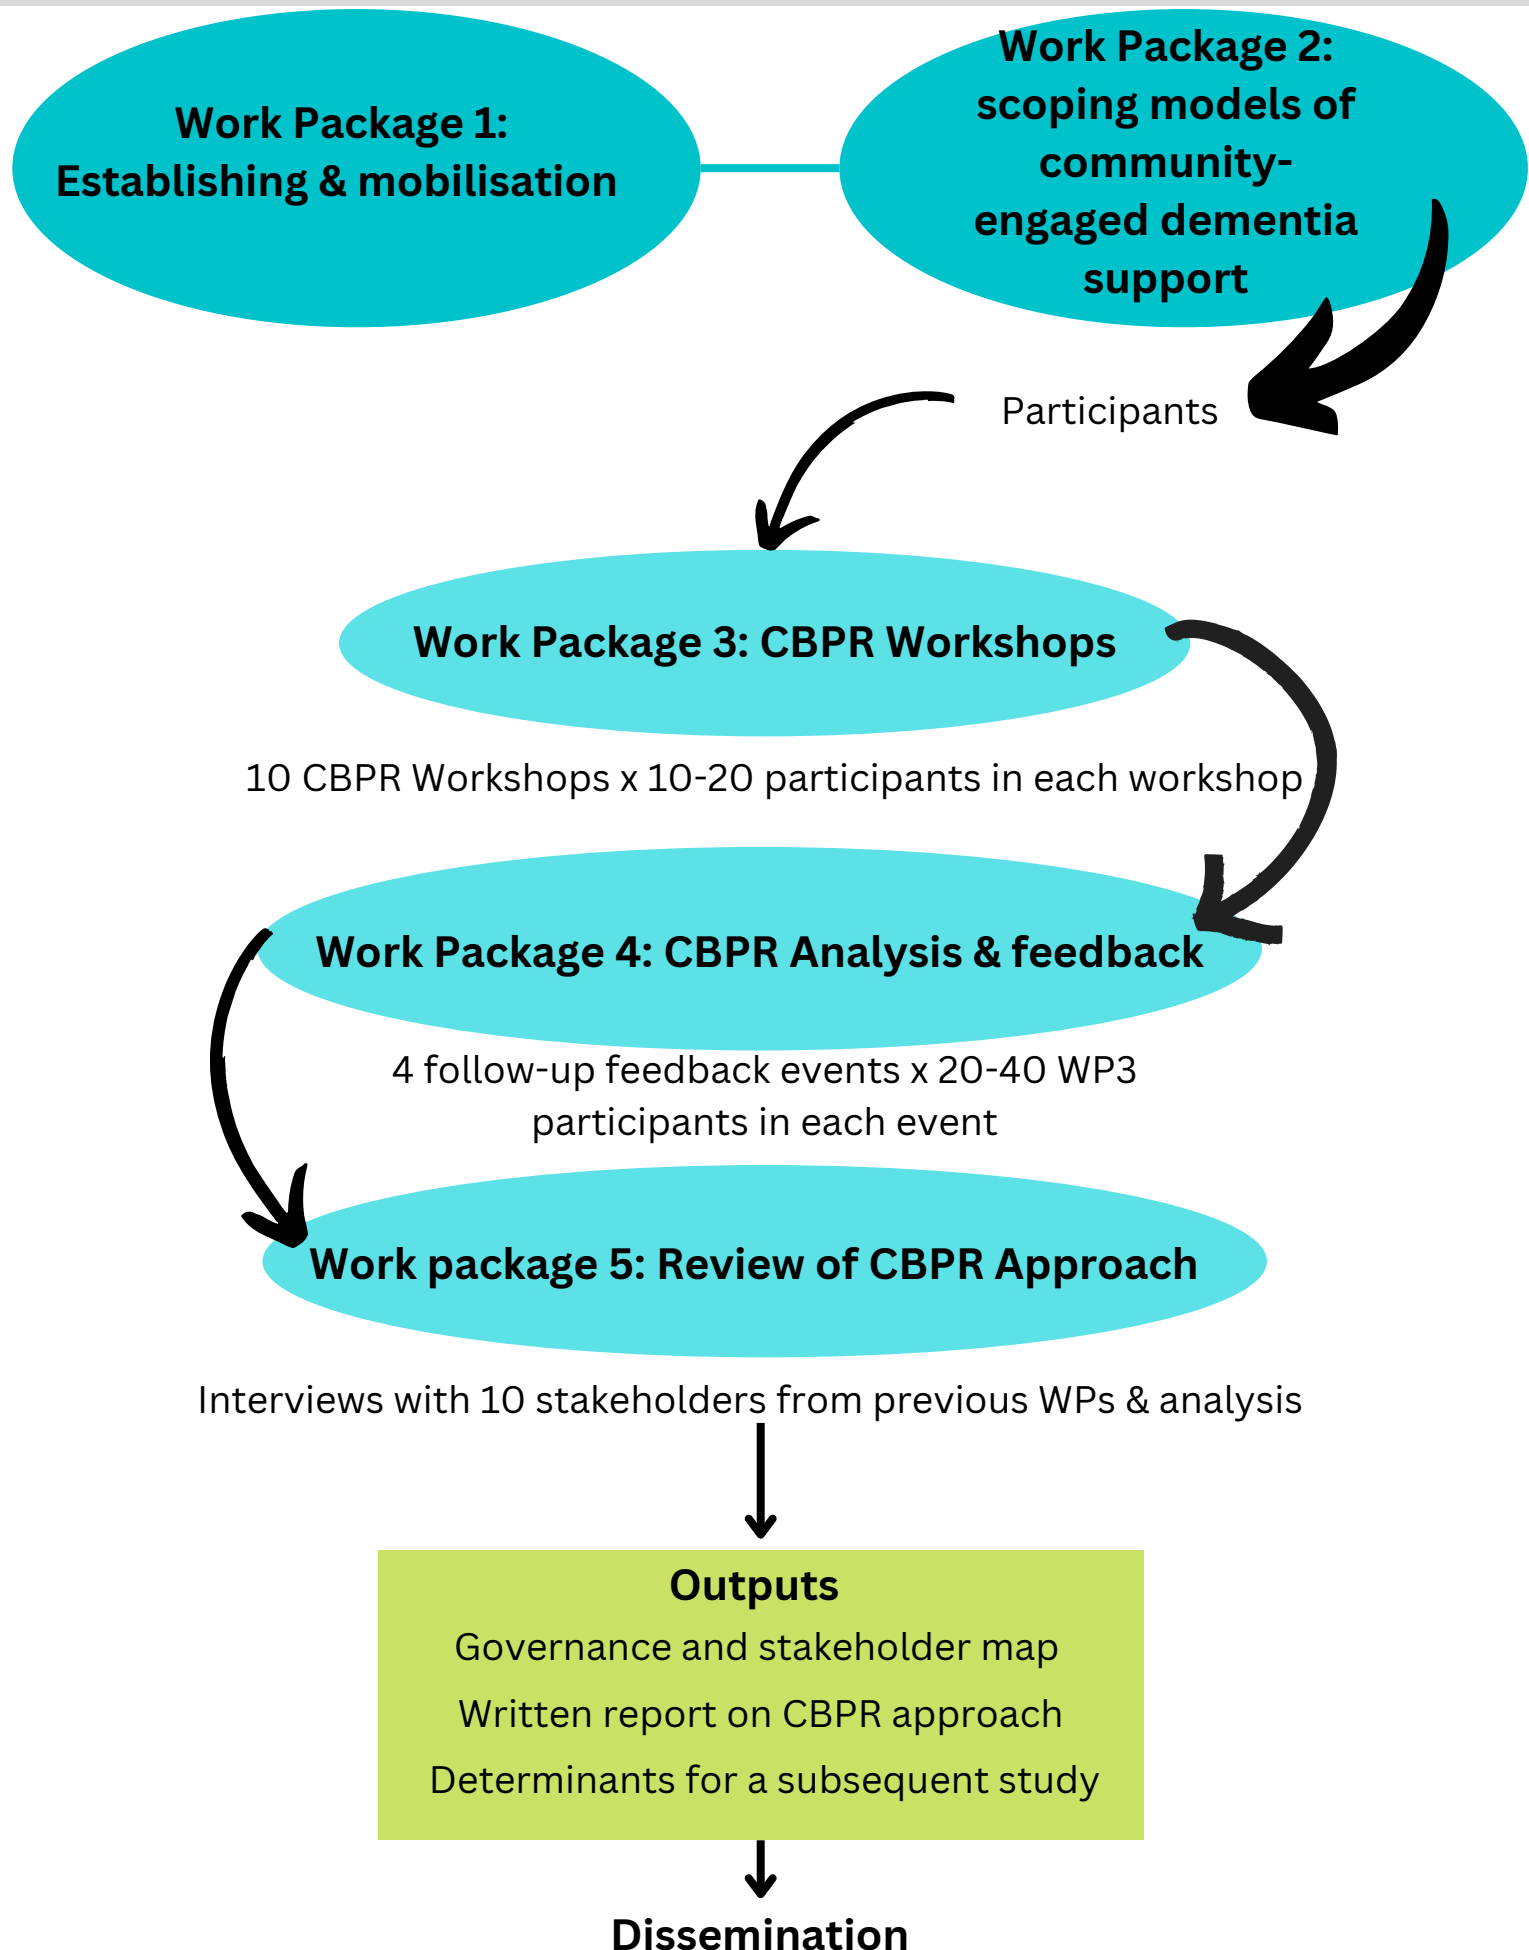 Work Package 1:
Establishing & mobilisation
Work Package 2:
scoping models of
community-
engaged dementia
support
Participants
Work Package 3: CBPR Workshops
10 CBPR Workshops x 10-20 participants in each workshop
Work Package 4: CBPR Analysis & feedback
4 follow-up feedback events x 20-40 WP3
participants in each event
Work package 5: Review of CBPR Approach
Interviews with 10 stakeholders from previous WPs & analysis
Outputs
Governance and stakeholder map
Written report on CBPR approach
Determinants for a subsequent study
Dissemination